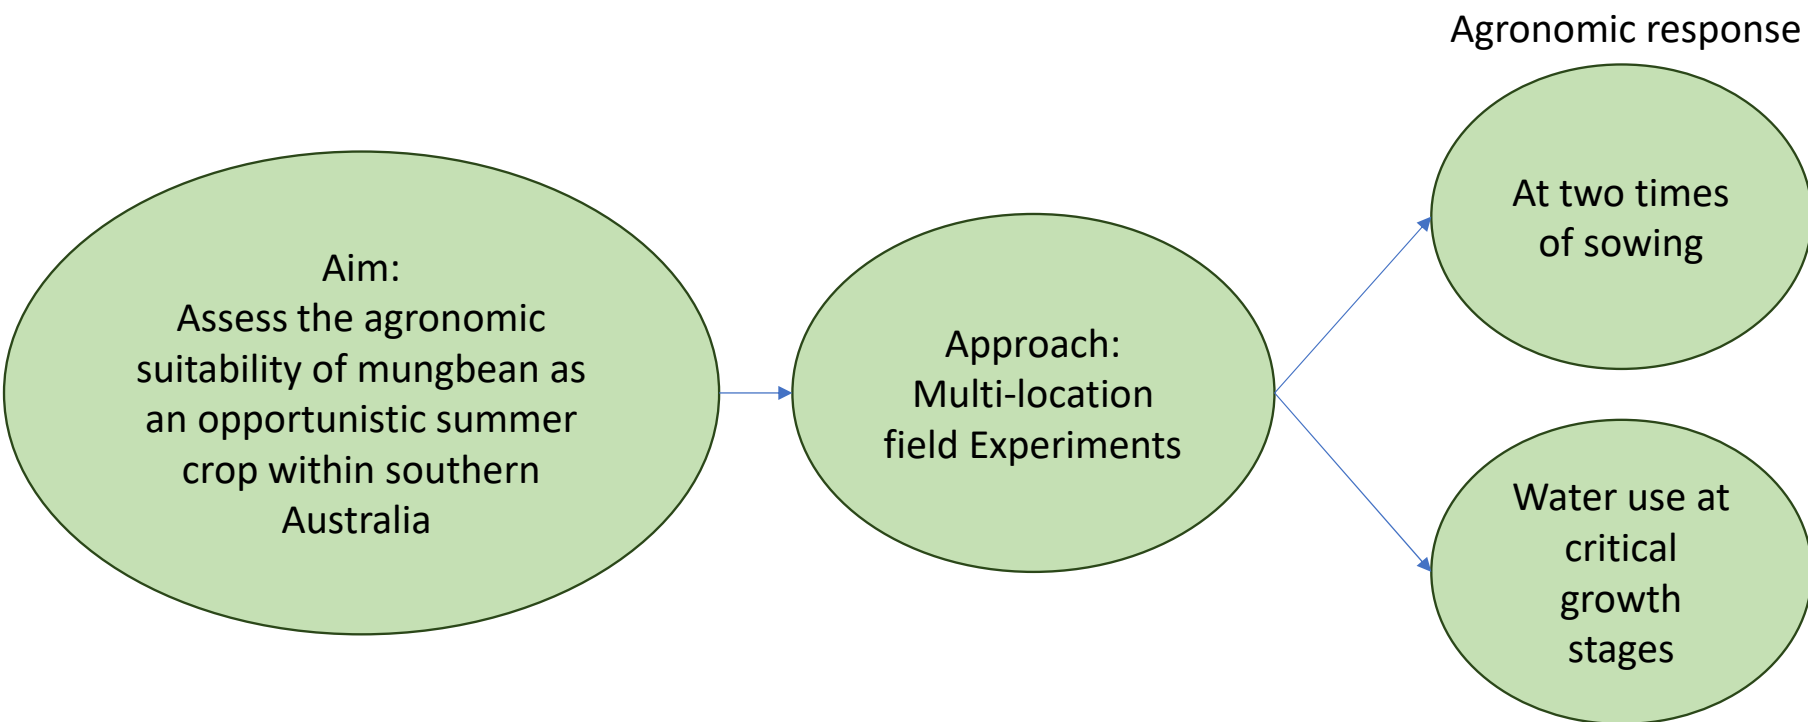 Agronomic response
Aim:
Assess the agronomic
suitability of mungbean as
an opportunistic summer
crop within southern
Australia
Approach:
Multi-location
field Experiments
At two times
of sowing
Water use at
critical
growth
stages